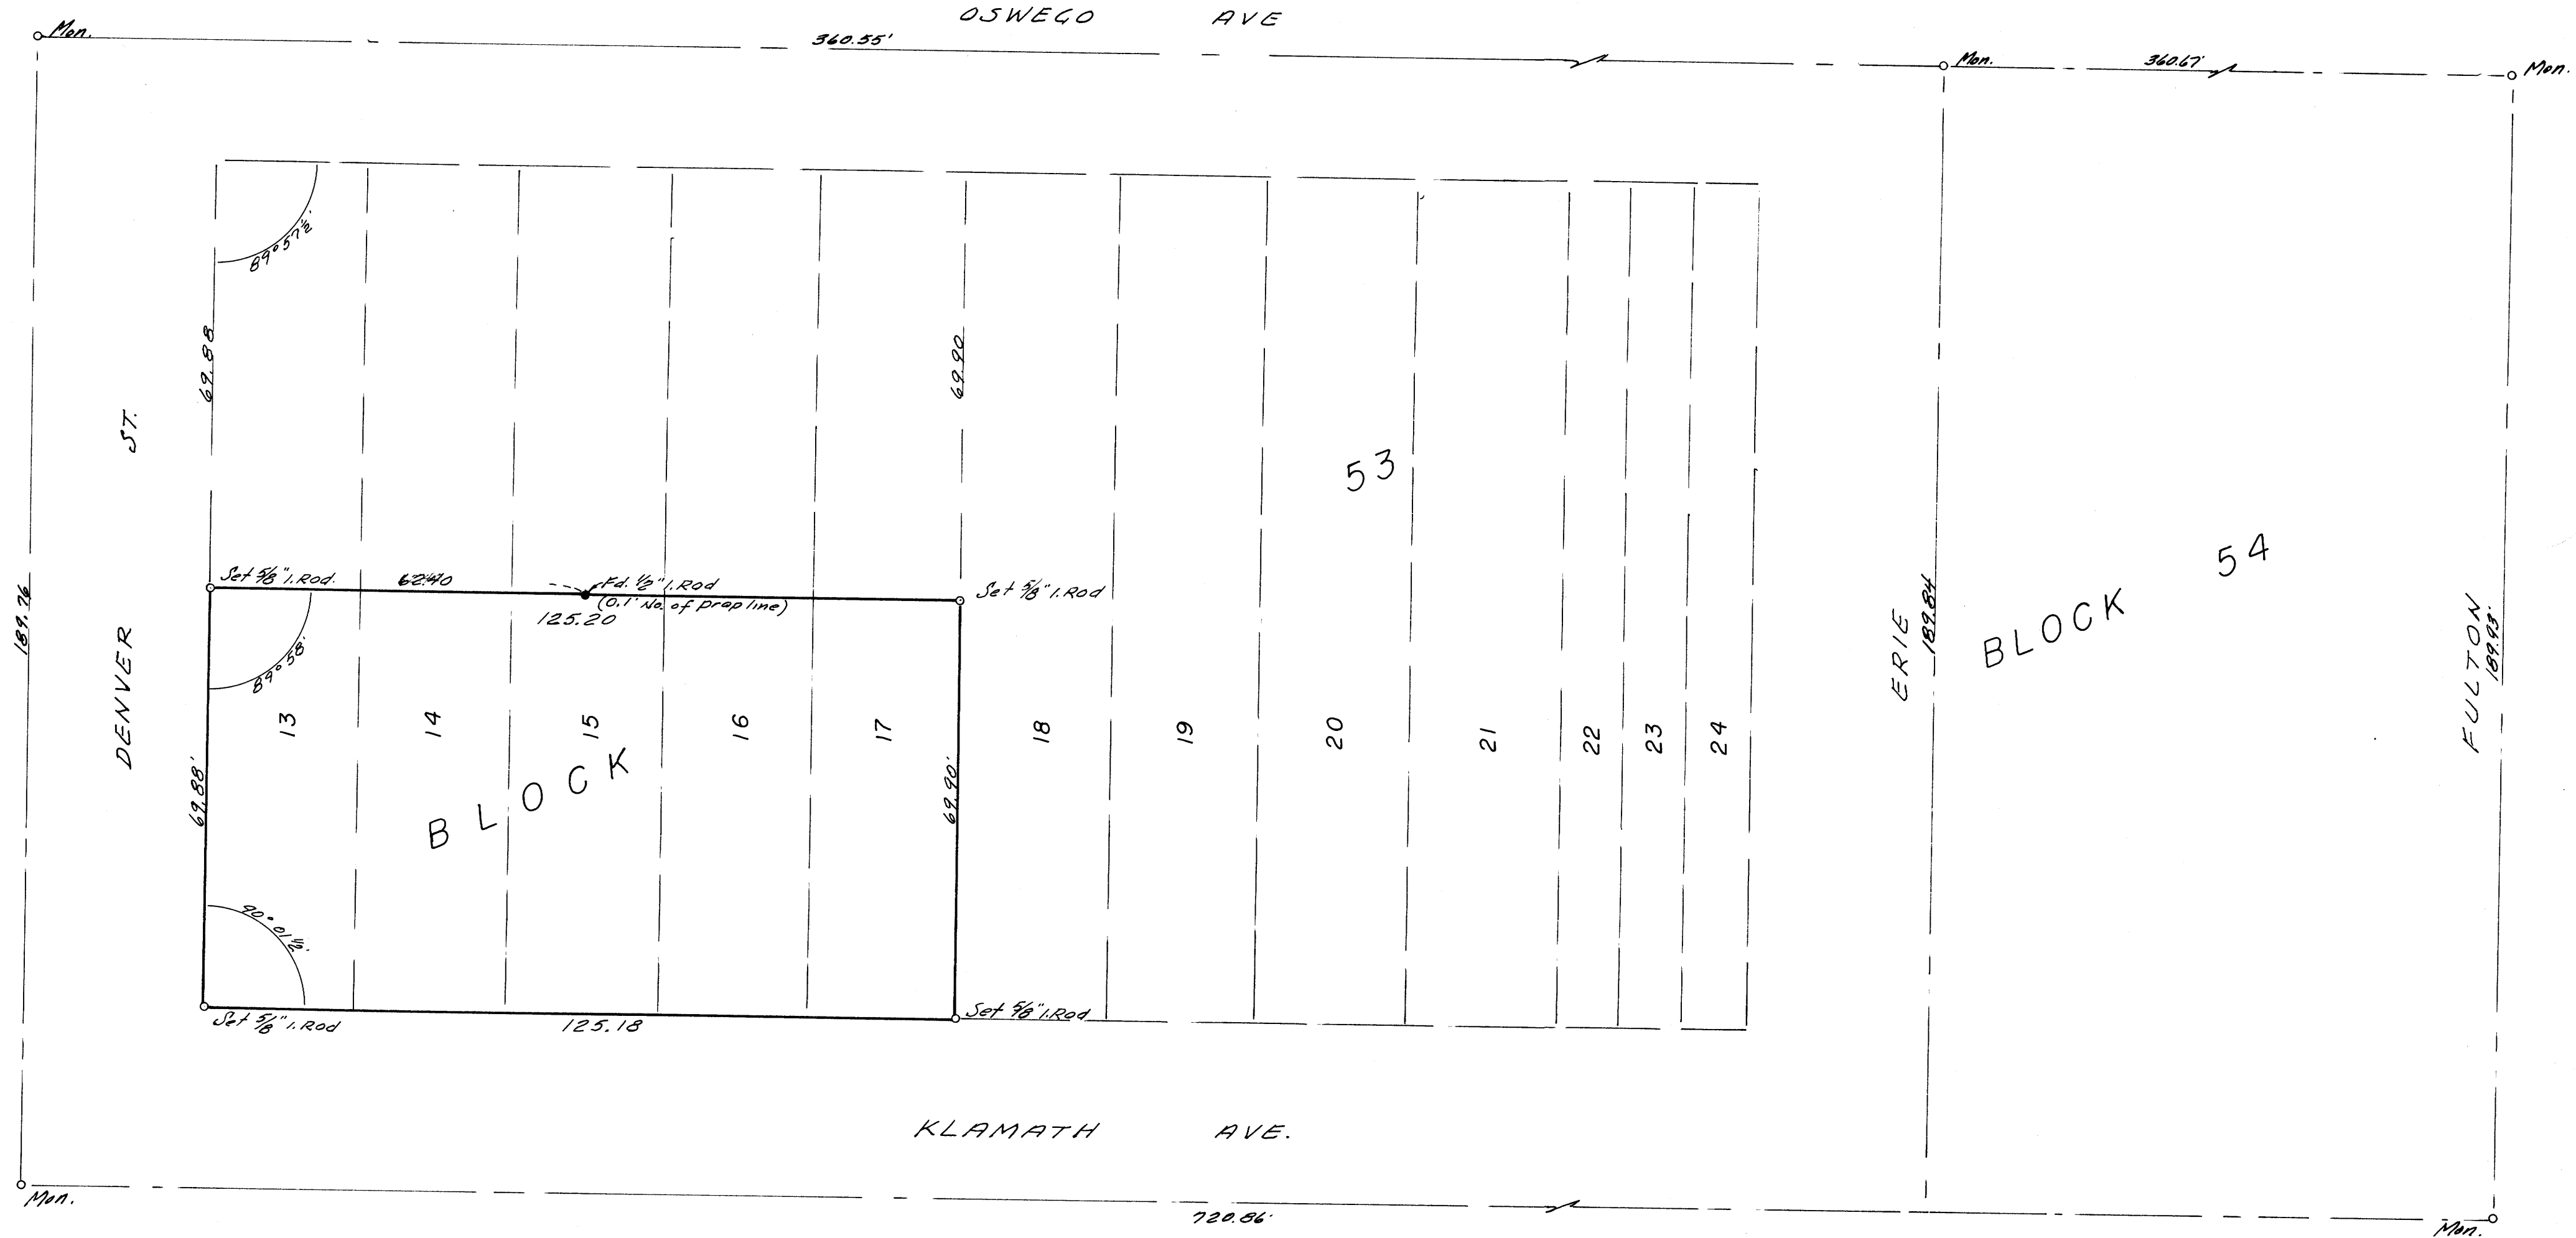 OSWEGO AVE
Mon.
360.55'
Mon.
360.67'
Mon.
89°57½'
69.88
69.90
ST.
53
54
BLOCK
Set 5/8" I. Rod.
62.40
Fd. 1/2" I. Rod
(0.1' No. of prop line)
125.20
Set 5/8" I. Rod
189.76
189.84
ERIE
FULTON
189.93'
DENVER
89°58'
13
14
15
16
17
18
19
20
21
22
23
24
BLOCK
69.88'
69.90'
90°01½'
Set 5/8" I. Rod
125.18
Set 5/8" I. Rod
KLAMATH AVE.
Mon.
720.86'
Mon.